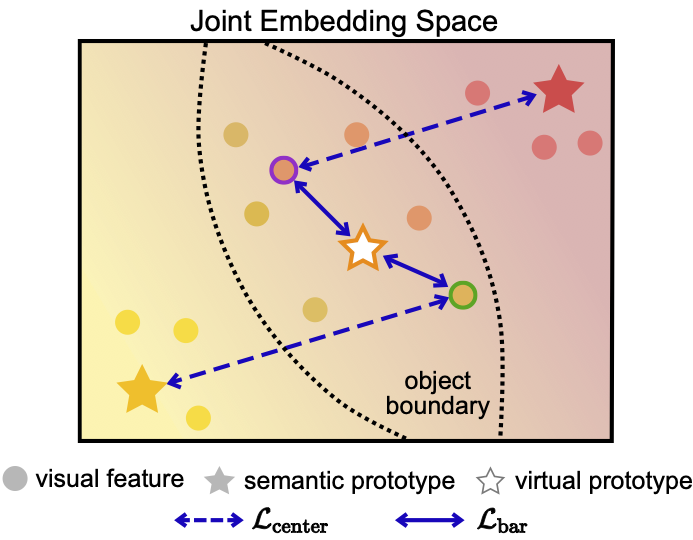 Joint Embedding Space
object
boundary
visual feature semantic prototype virtual prototype
ℒcenter ℒbar